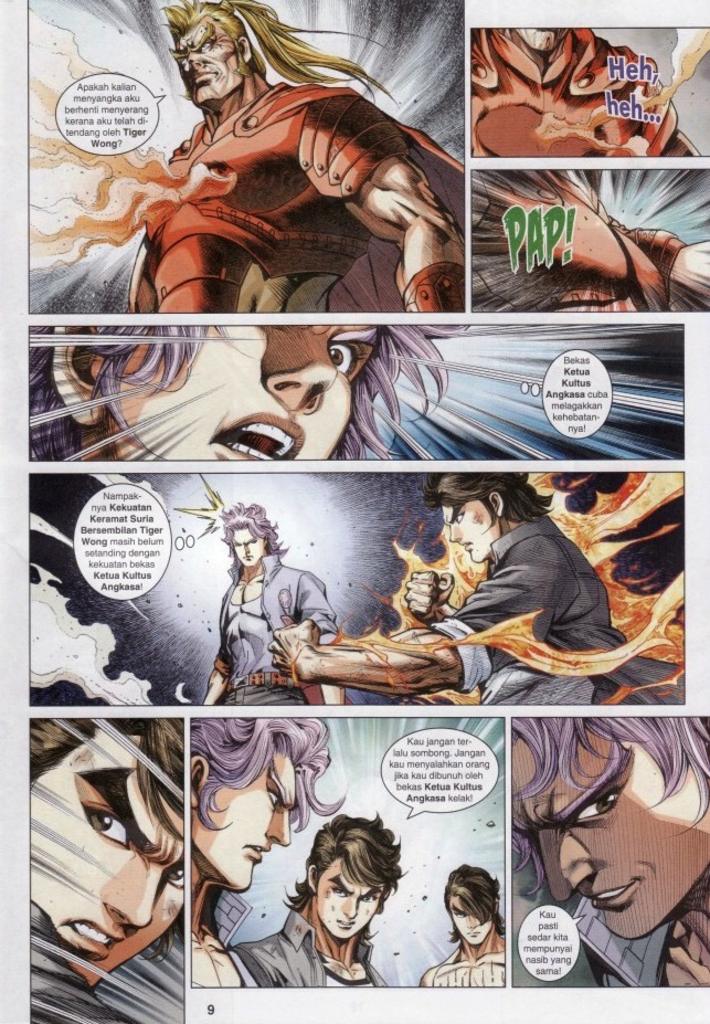 Apakah kalian
menyangka aku
berhenti menyerang
kerana aku telah di-
tendang oleh Tiger
Wong?
Heh,
heh...
PAP!
Bekas
Ketua
Kultus
Angkasa cuba
melagakkan
kehebatan-
nya!
Nampak-
nya Kekuatan
Keramat Suria
Bersembilan Tiger
Wong masih belum
setanding dengan
kekuatan bekas
Ketua Kultus
Angkasa!
Kau jangan ter-
lalu sombong. Jangan
kau menyalahkan orang
jika kau dibunuh oleh
bekas Ketua Kultus
Angkasa kelak!
Kau
pasti
sedar kita
mempunyai
nasib yang
sama!
9